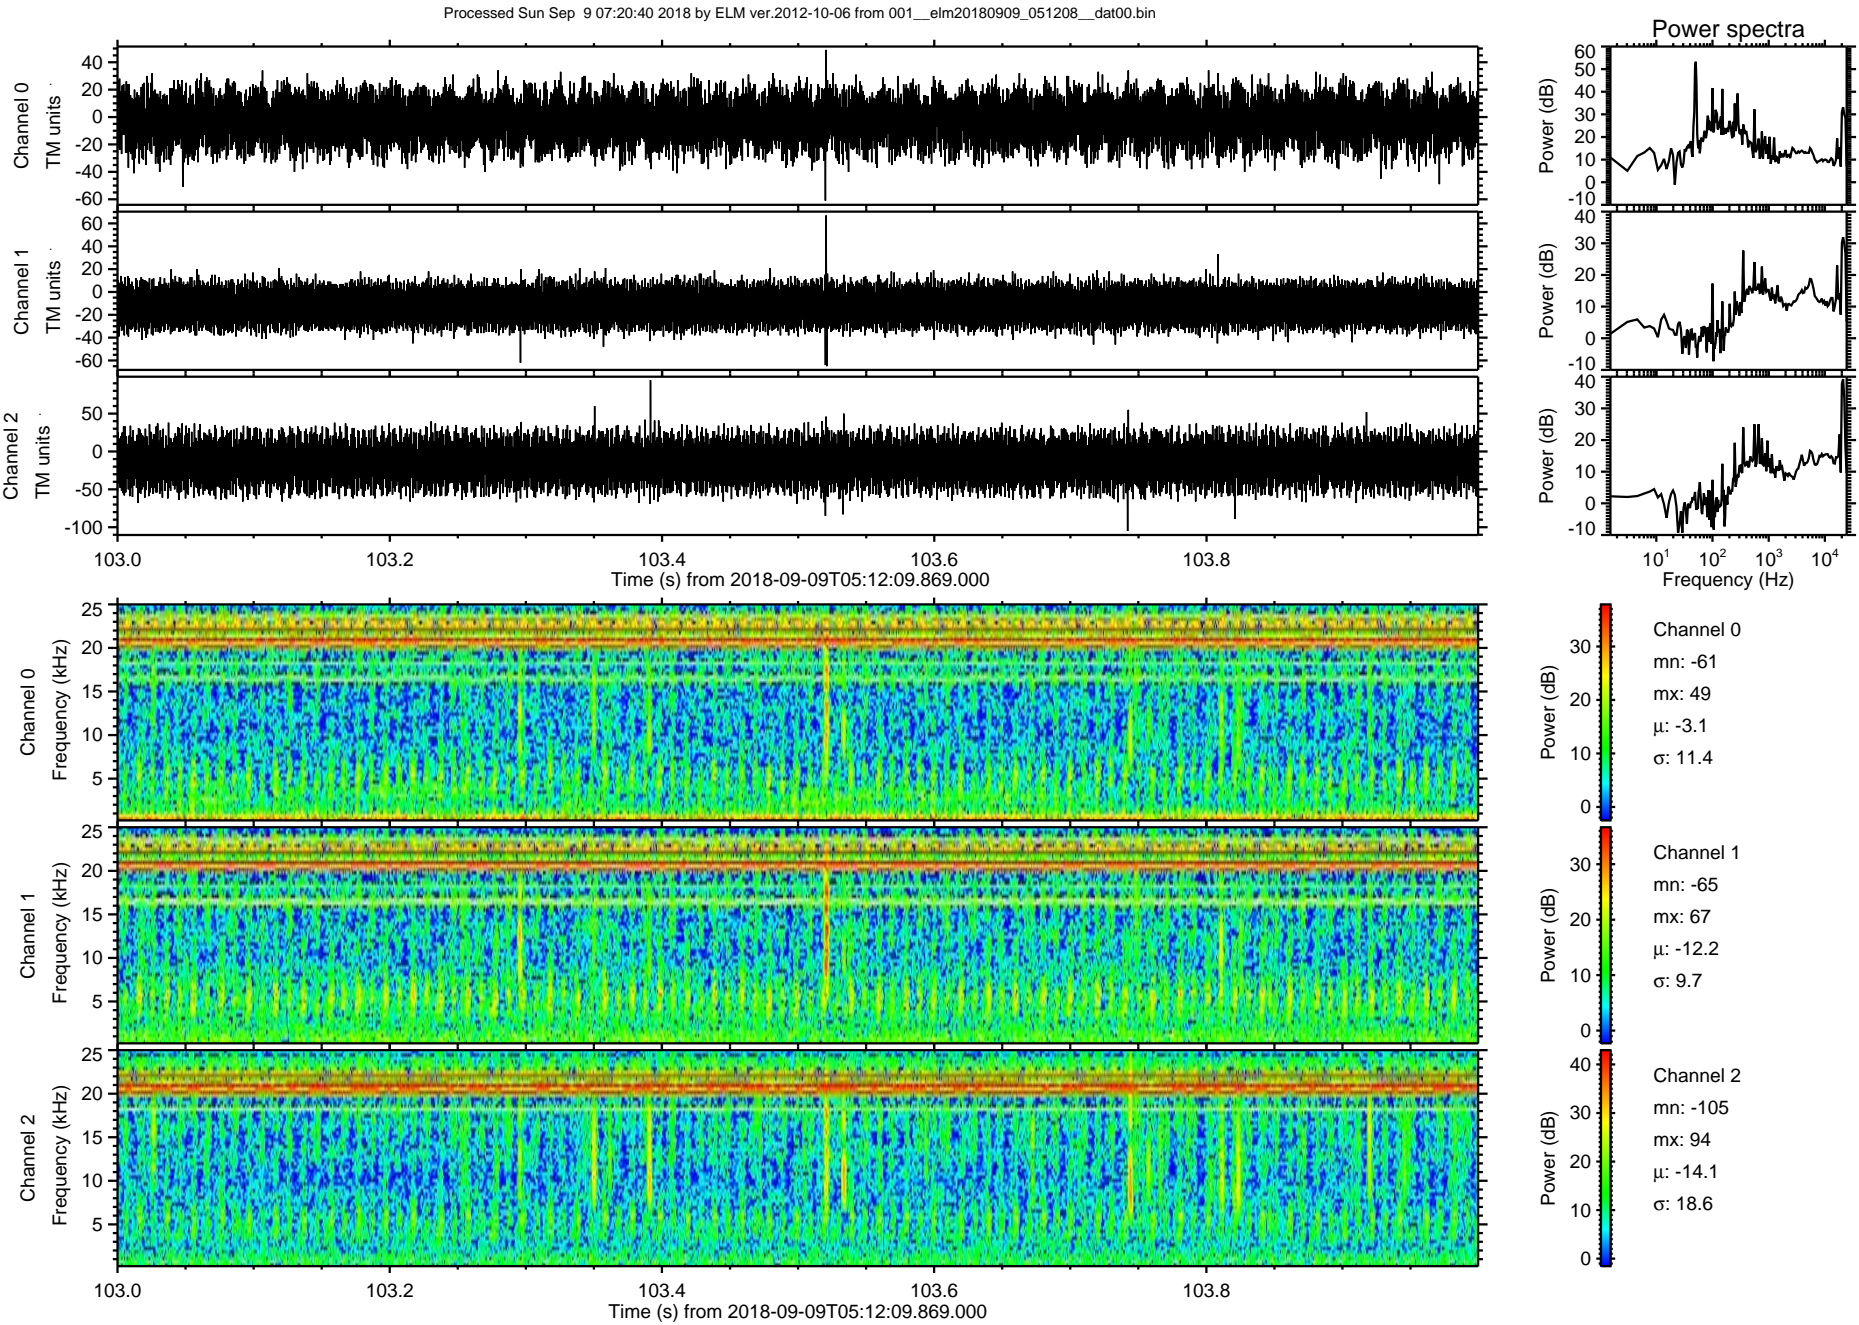 Processed Sun Sep  9 07:20:40 2018 by ELM ver.2012-10-06 from 001__elm20180909_051208__dat00.bin
Power spectra
Channel 0
TM units
40
20
0
-20
-40
-60
Power (dB)
60
50
40
30
20
10
0
-10
Channel 1
TM units
60
40
20
0
-20
-40
-60
Power (dB)
40
30
20
10
0
-10
Channel 2
TM units
50
0
-50
-100
Power (dB)
40
30
20
10
0
-10
103.0 103.2 103.4 103.6 103.8
Time (s) from 2018-09-09T05:12:09.869.000
10^1 10^2 10^3 10^4
Frequency (Hz)
Channel 0
Frequency (kHz)
25
20
15
10
5
Power (dB)
30
20
10
0
Channel 0
mn: -61
mx: 49
μ: -3.1
σ: 11.4
Channel 1
Frequency (kHz)
25
20
15
10
5
Power (dB)
30
20
10
0
Channel 1
mn: -65
mx: 67
μ: -12.2
σ: 9.7
Channel 2
Frequency (kHz)
25
20
15
10
5
Power (dB)
40
30
20
10
0
Channel 2
mn: -105
mx: 94
μ: -14.1
σ: 18.6
103.0 103.2 103.4 103.6 103.8
Time (s) from 2018-09-09T05:12:09.869.000